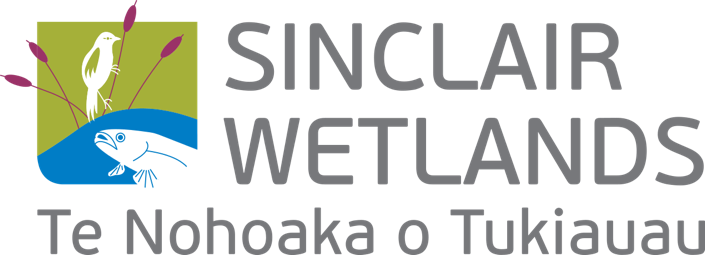 SINCLAIR
WETLANDS
Te Nohoaka o Tukiauau